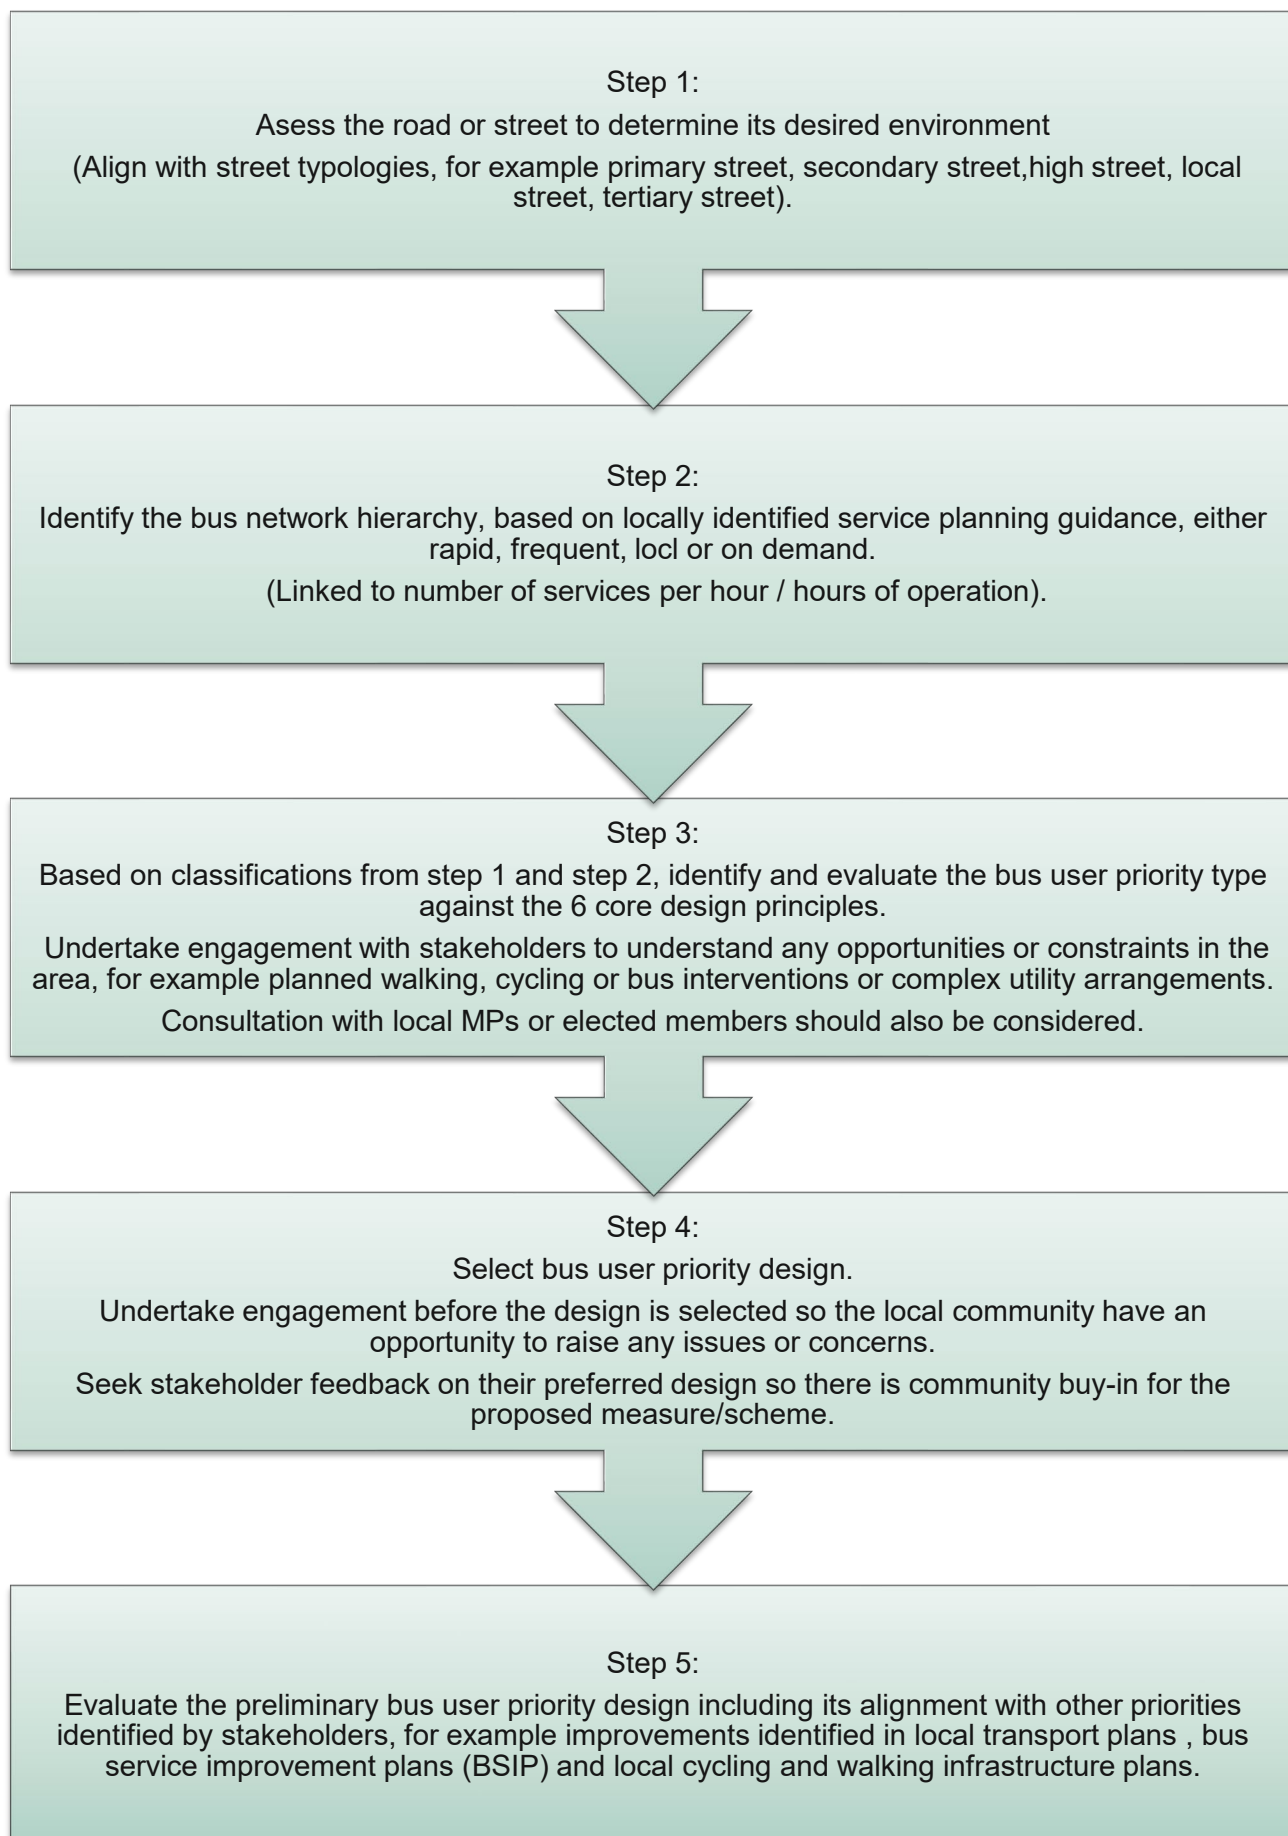 Step 1:
Asess the road or street to determine its desired environment
(Align with street typologies, for example primary street, secondary street,high street, local
street, tertiary street).
Step 2:
Identify the bus network hierarchy, based on locally identified service planning guidance, either
rapid, frequent, locl or on demand.
(Linked to number of services per hour / hours of operation).
Step 3:
Based on classifications from step 1 and step 2, identify and evaluate the bus user priority type
against the 6 core design principles.
Undertake engagement with stakeholders to understand any opportunities or constraints in the
area, for example planned walking, cycling or bus interventions or complex utility arrangements.
Consultation with local MPs or elected members should also be considered.
Step 4:
Select bus user priority design.
Undertake engagement before the design is selected so the local community have an
opportunity to raise any issues or concerns.
Seek stakeholder feedback on their preferred design so there is community buy-in for the
proposed measure/scheme.
Step 5:
Evaluate the preliminary bus user priority design including its alignment with other priorities
identified by stakeholders, for example improvements identified in local transport plans , bus
service improvement plans (BSIP) and local cycling and walking infrastructure plans.